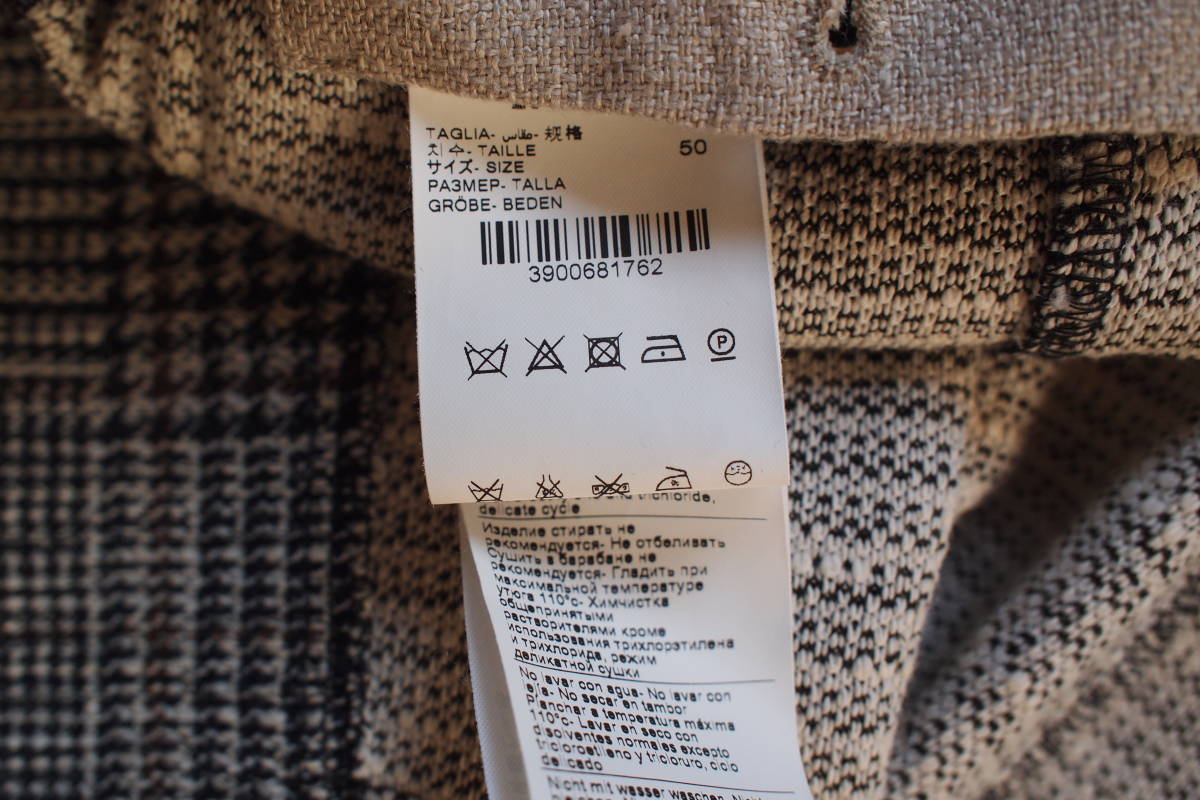 TAGLIA- مقاس- 规格
치 수- TAILLE 50
サイズ- SIZE
РАЗМЕР- TALLA
GRÖBE- BEDEN
3900681762
P
trichloride,
delicate cycle
Изделие стирать не
рекомендуется- Не отбеливать
Сушить в барабане не
рекомендуется- Гладить при
максимальной температуре
утюга 110°c- Химчистка
общепринятыми
растворителями кроме
использования трихлорэтилена
и трихлорида, режим
деликатной сушки
No lavar con agua- No lavar con
lejía- No secar en tambor
Planchar a temperatura máxima
110°c- Lavar en seco con
disolventes normales excepto
tricloroetileno y tricloruro, ciclo
delicado
Nicht mit wasser waschen- Nicht